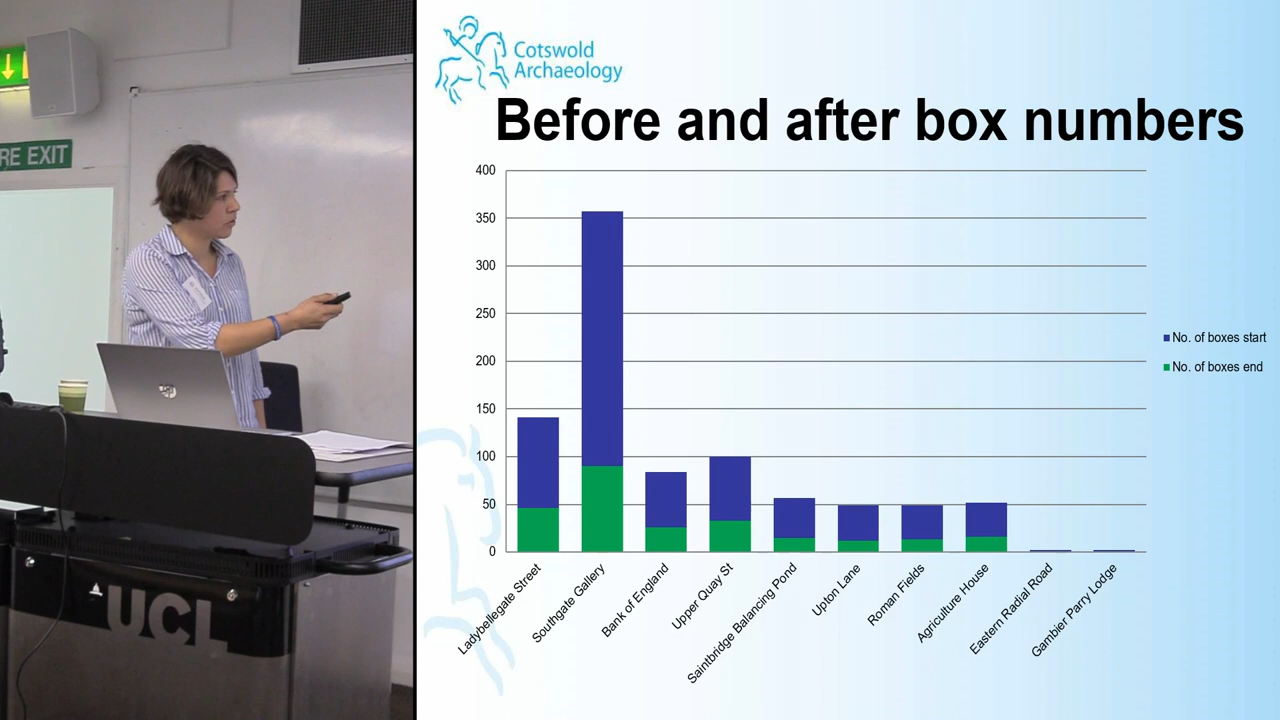 RE EXIT
UCL
Cotswold
Archaeology
Before and after box numbers
400
350
300
250
200
150
100
50
0
Ladybellegate Street
Southgate Gallery
Bank of England
Upper Quay St
Saintbridge Balancing Pond
Upton Lane
Roman Fields
Agriculture House
Eastern Radial Road
Gambier Parry Lodge
No. of boxes start
No. of boxes end